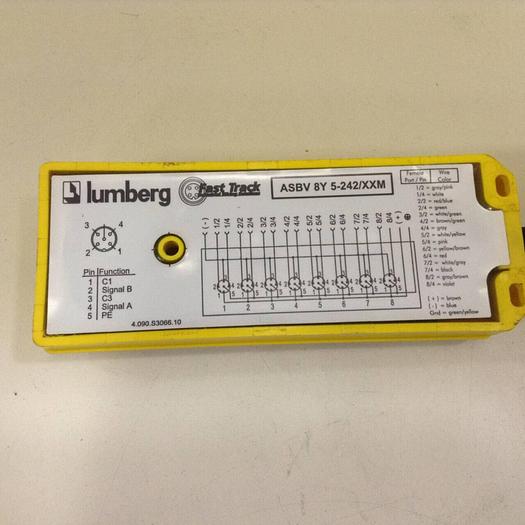 lumberg
Fast Track
ASBV 8Y 5-242/XXM
Female Port / Pin
Wire Color
1/2 = gray/pink
1/4 = white
2/2 = red/blue
2/4 = green
3/2 = white/green
4/2 = brown/green
4/4 = gray
5/2 = white/yellow
5/4 = pink
6/2 = yellow/brown
6/4 = red
7/2 = white/gray
7/4 = black
8/2 = gray/brown
8/4 = violet
(+) = brown
(-) = blue
Gnd = green/yellow
(-) 1/2 1/4 2/2 2/4 3/2 3/4 4/2 4/4 5/2 5/4 6/2 6/4 7/2 7/4 8/2 8/4 (+)
1 2 3 4 5 6 7 8
3 4
2 1
Pin Function
1 C1
2 Signal B
3 C3
4 Signal A
5 PE
4.090.S3066.10